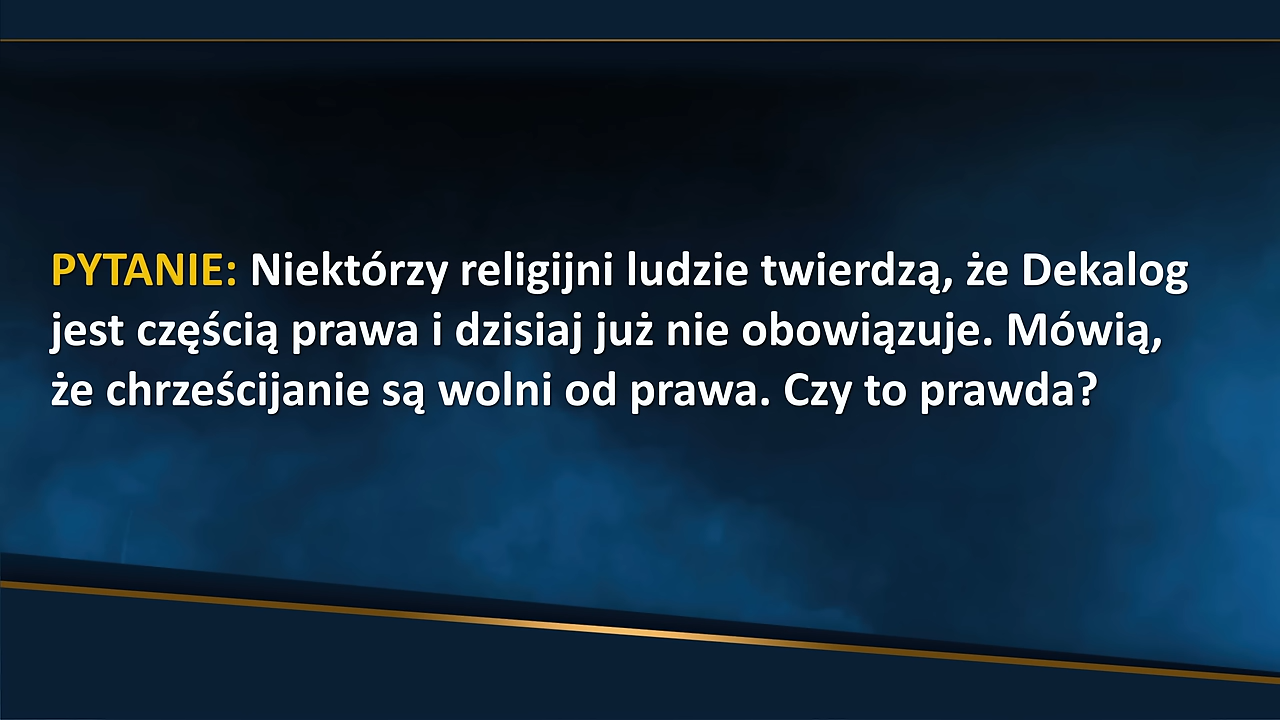 PYTANIE: Niektórzy religijni ludzie twierdzą, że Dekalog
jest częścią prawa i dzisiaj już nie obowiązuje. Mówią,
że chrześcijanie są wolni od prawa. Czy to prawda?